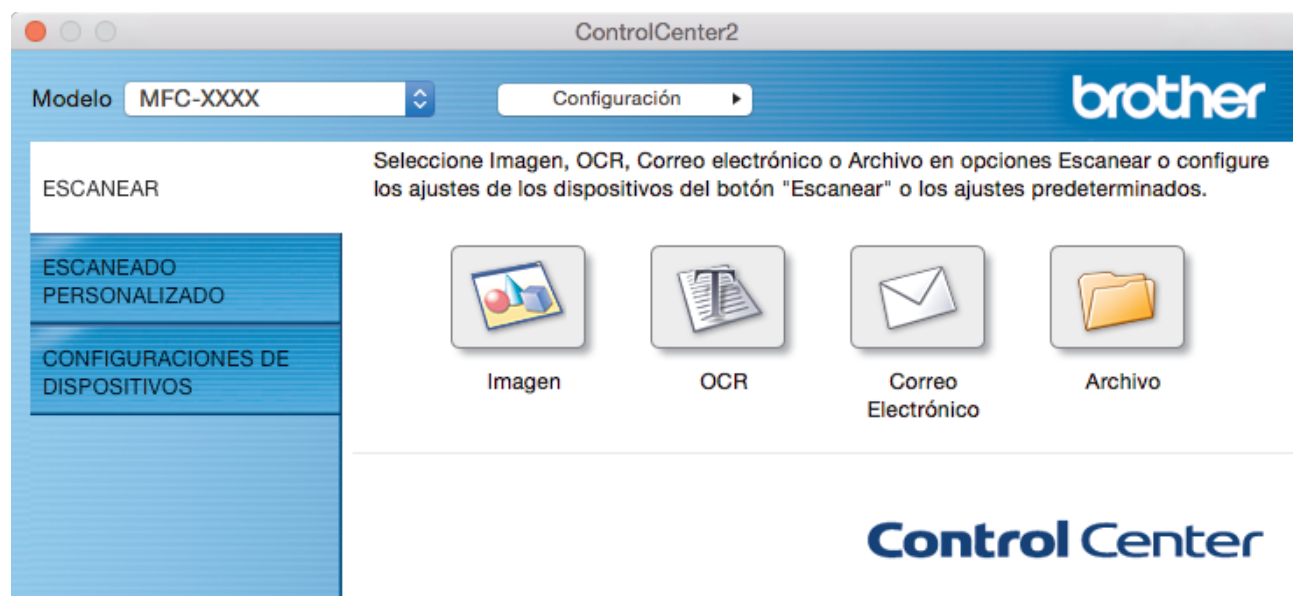 ControlCenter2
Modelo MFC-XXXX Configuración
brother
ESCANEAR
Seleccione Imagen, OCR, Correo electrónico o Archivo en opciones Escanear o configure
los ajustes de los dispositivos del botón "Escanear" o los ajustes predeterminados.
ESCANEADO
PERSONALIZADO
CONFIGURACIONES DE
DISPOSITIVOS
Imagen
OCR
Correo
Electrónico
Archivo
Control Center